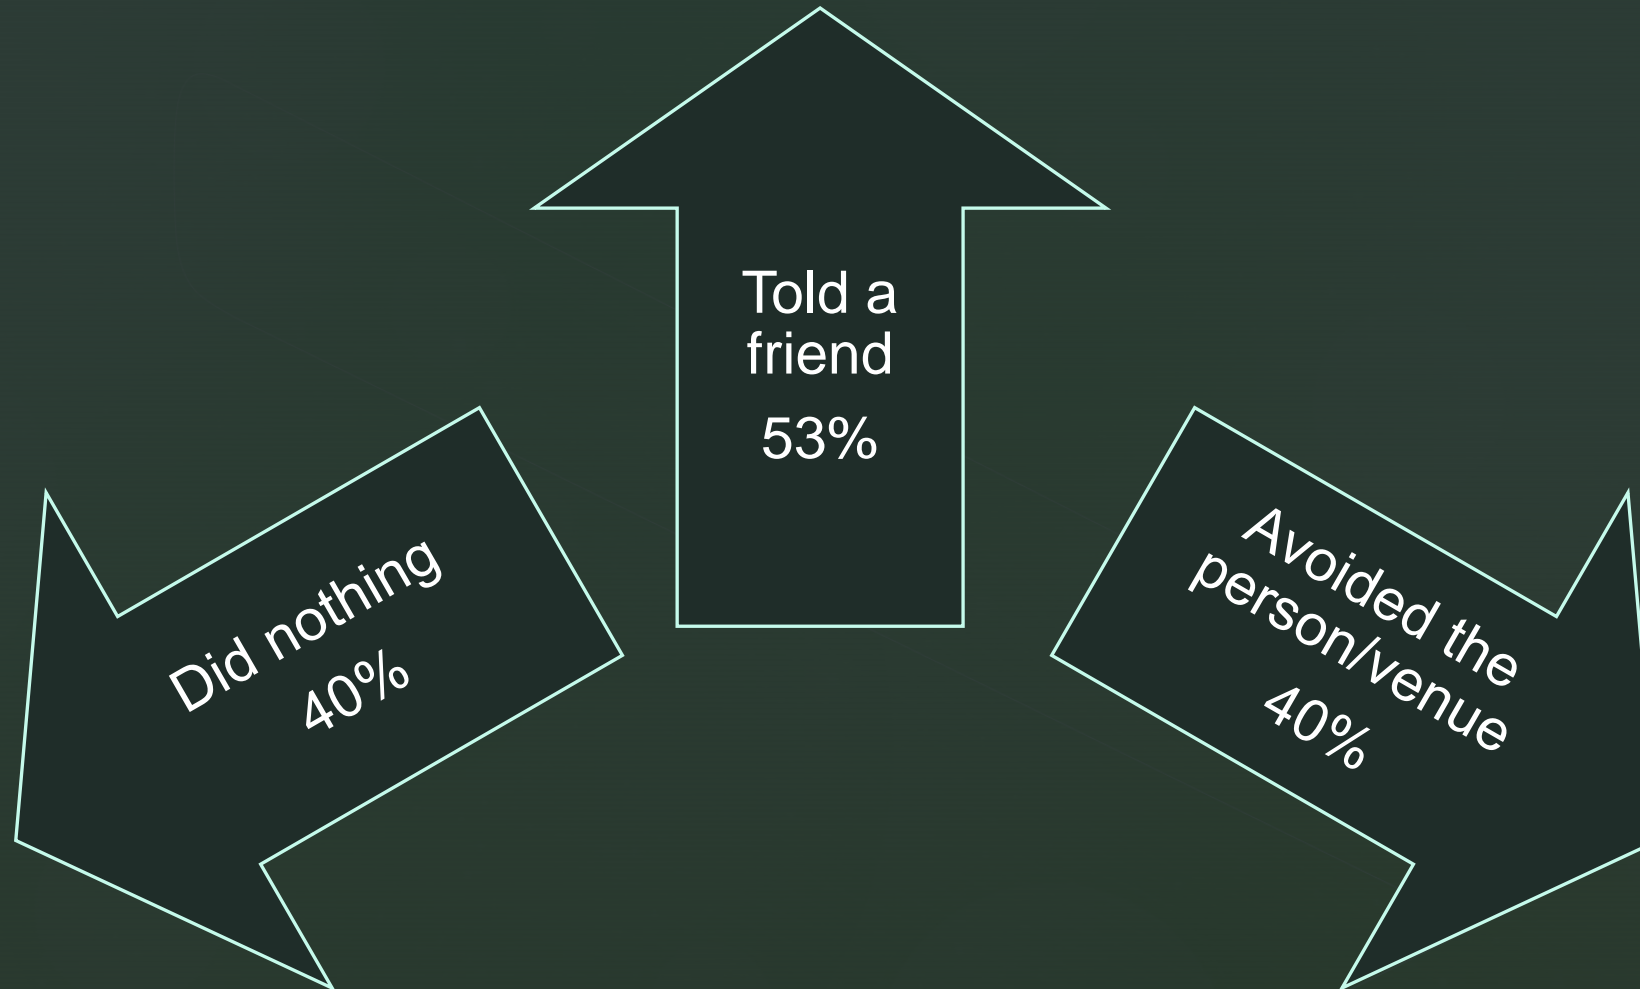 Told a
friend
53%
Did nothing
40%
Avoided the
person/venue
40%